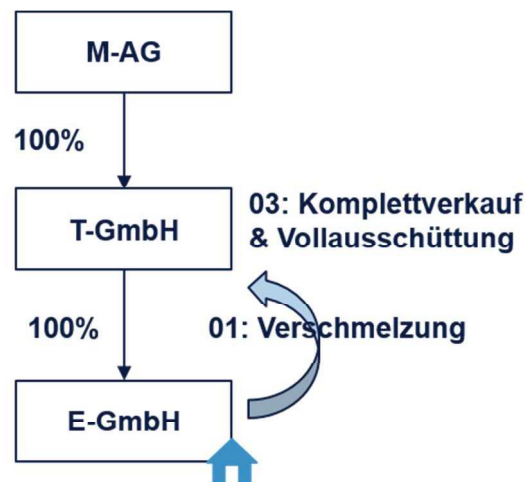 M-AG
100%
T-GmbH
03: Komplettverkauf
& Vollausschüttung
100%
01: Verschmelzung
E-GmbH